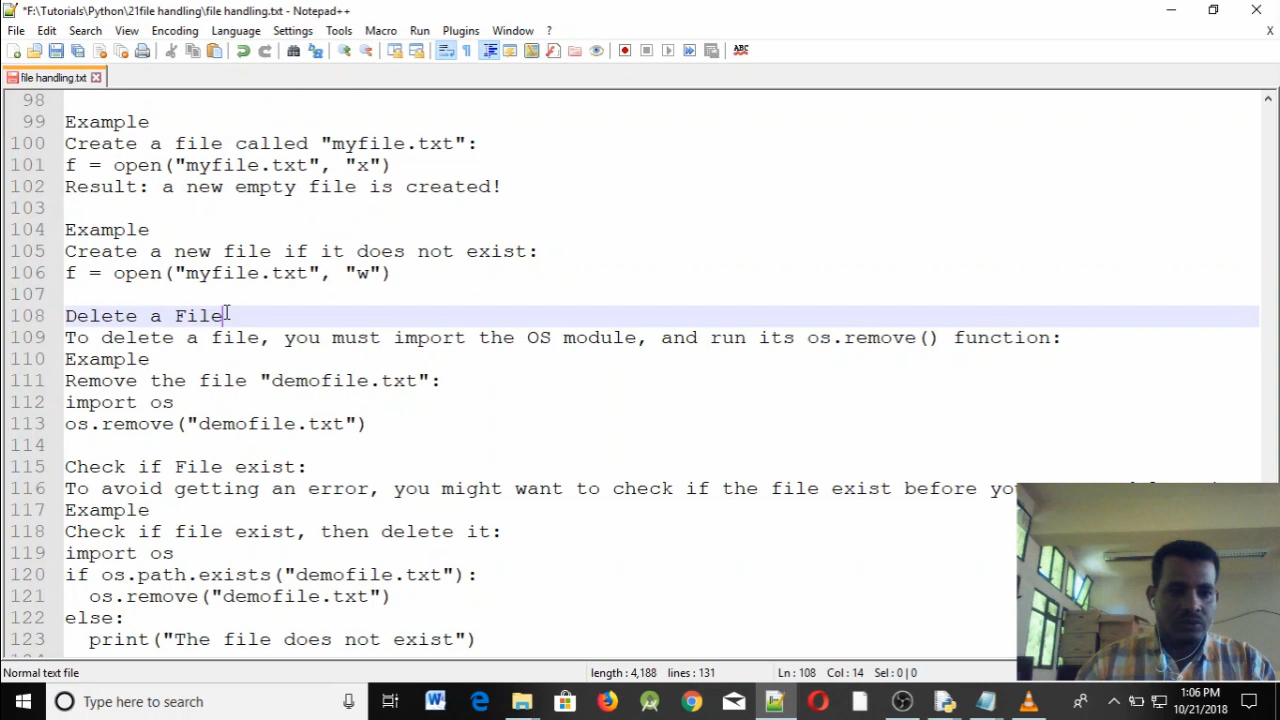 *F:\Tutorials\Python\21file handling\file handling.txt - Notepad++
File Edit Search View Encoding Language Settings Tools Macro Run Plugins Window ? X
ABC
file handling.txt
98
99 Example
100 Create a file called "myfile.txt":
101 f = open("myfile.txt", "x")
102 Result: a new empty file is created!
103
104 Example
105 Create a new file if it does not exist:
106 f = open("myfile.txt", "w")
107
108 Delete a File
109 To delete a file, you must import the OS module, and run its os.remove() function:
110 Example
111 Remove the file "demofile.txt":
112 import os
113 os.remove("demofile.txt")
114
115 Check if File exist:
116 To avoid getting an error, you might want to check if the file exist before
117 Example
118 Check if file exist, then delete it:
119 import os
120 if os.path.exists("demofile.txt"):
121 os.remove("demofile.txt")
122 else:
123 print("The file does not exist")
Normal text file length : 4,188 lines : 131 Ln : 108 Col : 14 Sel : 0 | 0
Type here to search
1:06 PM
10/21/2018